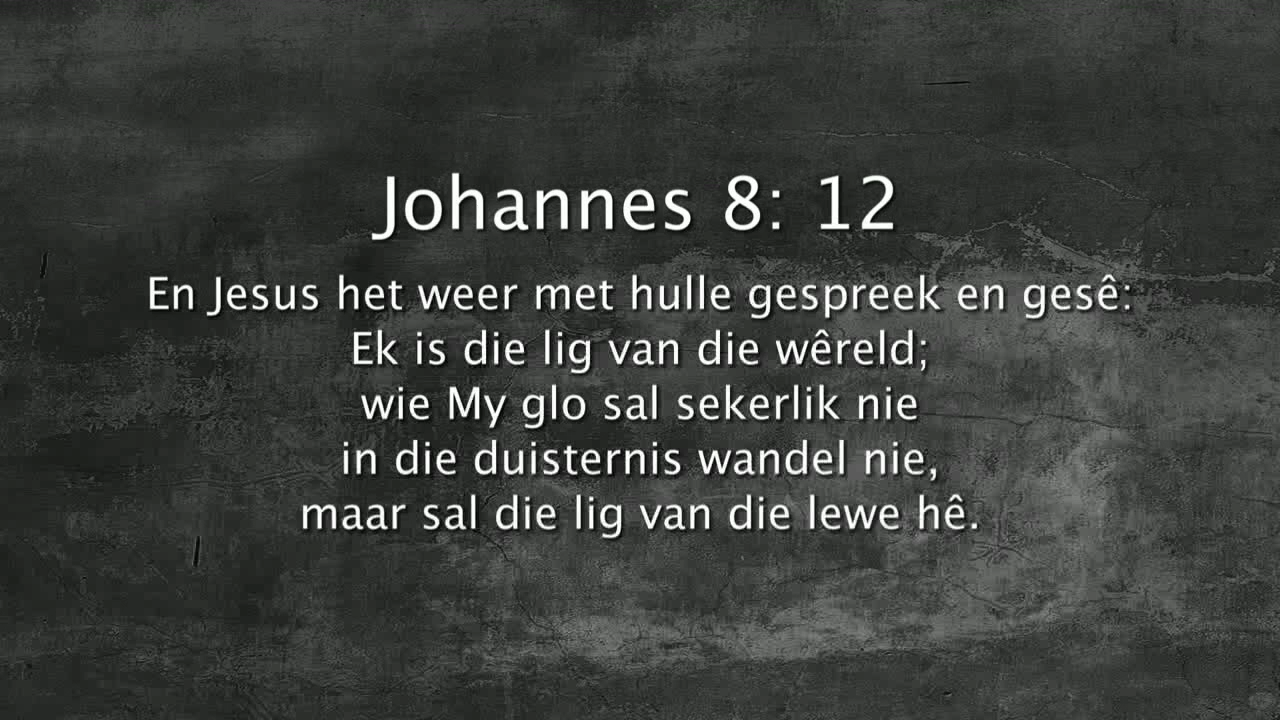 Johannes 8: 12
En Jesus het weer met hulle gespreek en gesê:
Ek is die lig van die wêreld;
wie My glo sal sekerlik nie
in die duisternis wandel nie,
maar sal die lig van die lewe hê.